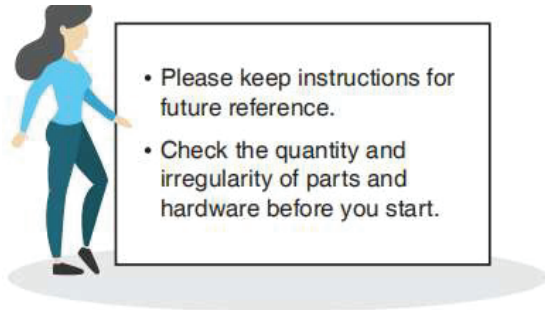 • Please keep instructions for
future reference.
• Check the quantity and
irregularity of parts and
hardware before you start.